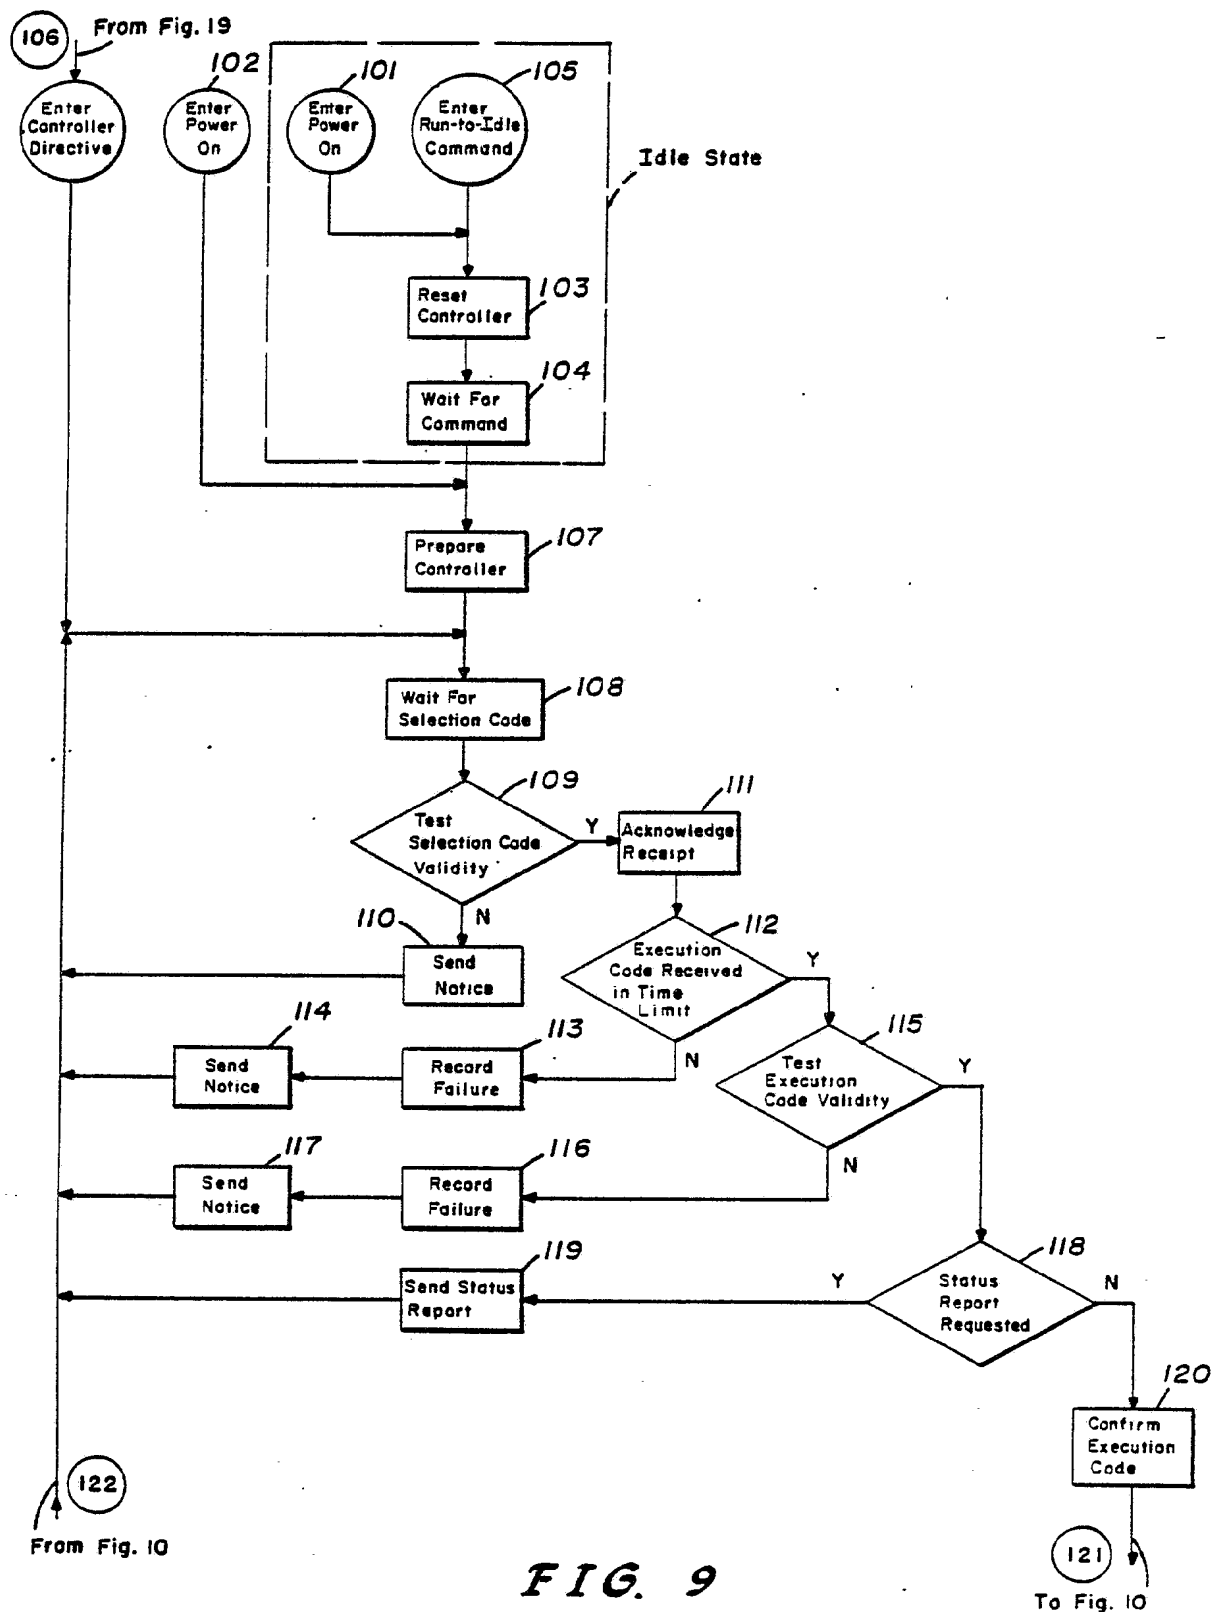 106
From Fig. 19
102
101
105
Enter
Controller
Directive
Enter
Power
On
Enter
Power
On
Enter
Run-to-Idle
Command
Idle State
103
Reset
Controller
104
Wait For
Command
107
Prepare
Controller
108
Wait For
Selection Code
109
Test
Selection Code
Validity
Y
111
Acknowledge
Receipt
N
110
Send
Notice
112
Execution
Code Received
in Time
Limit
Y
N
113
Record
Failure
114
Send
Notice
115
Test
Execution
Code Validity
Y
N
116
Record
Failure
117
Send
Notice
118
Status
Report
Requested
Y
N
119
Send Status
Report
120
Confirm
Execution
Code
122
From Fig. 10
121
To Fig. 10
FIG. 9